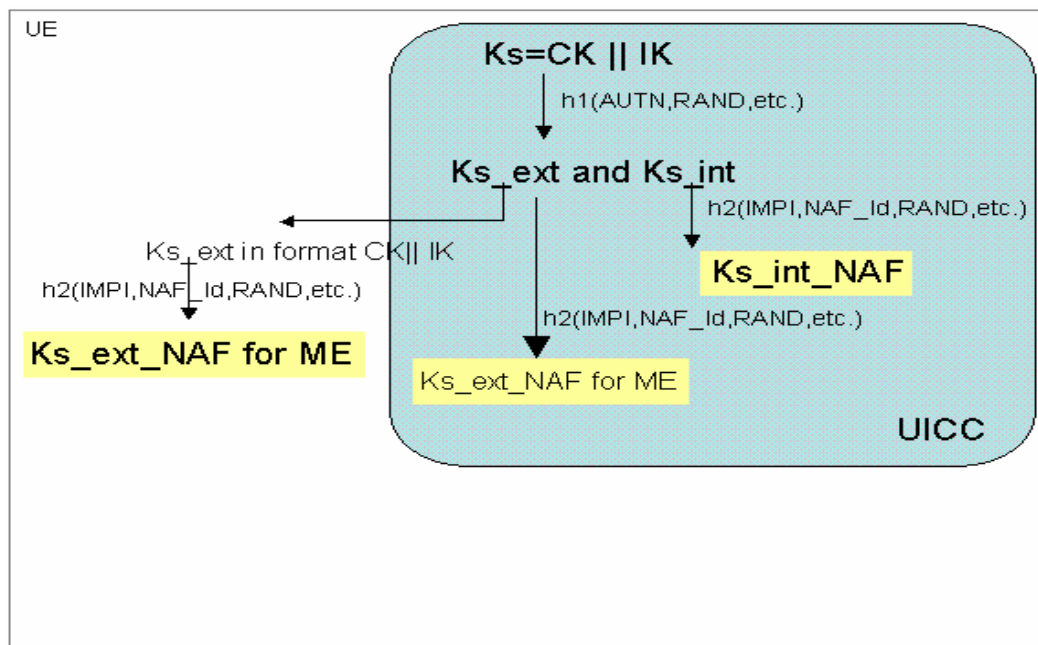 UE
Ks=CK || IK
h1(AUTN,RAND,etc.)
Ks_ext and Ks_int
h2(IMPI,NAF_Id,RAND,etc.)
Ks_ext in format CK|| IK
Ks_int_NAF
h2(IMPI,NAF_Id,RAND,etc.)
h2(IMPI,NAF_Id,RAND,etc.)
Ks_ext_NAF for ME
Ks_ext_NAF for ME
UICC